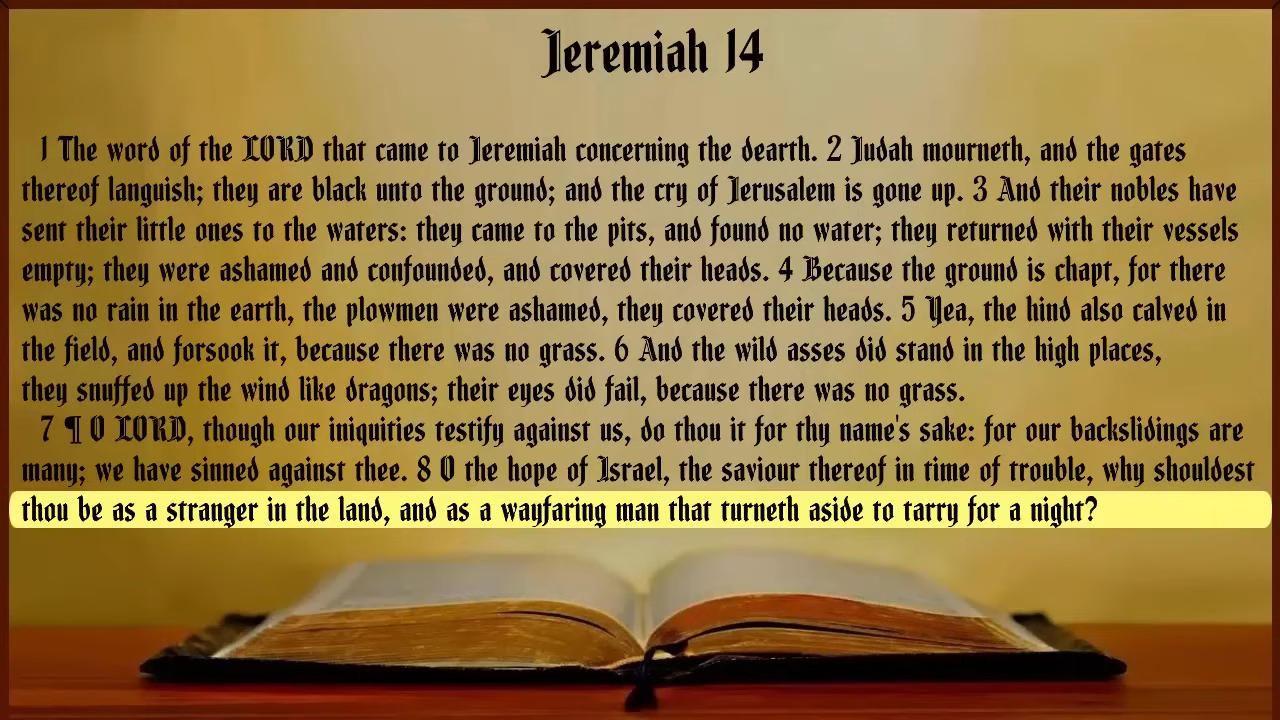 Jeremiah 14
1 The word of the LORD that came to Jeremiah concerning the dearth. 2 Judah mourneth, and the gates
thereof languish; they are black unto the ground; and the cry of Jerusalem is gone up. 3 And their nobles have
sent their little ones to the waters: they came to the pits, and found no water; they returned with their vessels
empty; they were ashamed and confounded, and covered their heads. 4 Because the ground is chapt, for there
was no rain in the earth, the plowmen were ashamed, they covered their heads. 5 Yea, the hind also calved in
the field, and forsook it, because there was no grass. 6 And the wild asses did stand in the high places,
they snuffed up the wind like dragons; their eyes did fail, because there was no grass.
7 ¶ O LORD, though our iniquities testify against us, do thou it for thy name's sake: for our backslidings are
many; we have sinned against thee. 8 O the hope of Israel, the saviour thereof in time of trouble, why shouldest
thou be as a stranger in the land, and as a wayfaring man that turneth aside to tarry for a night?